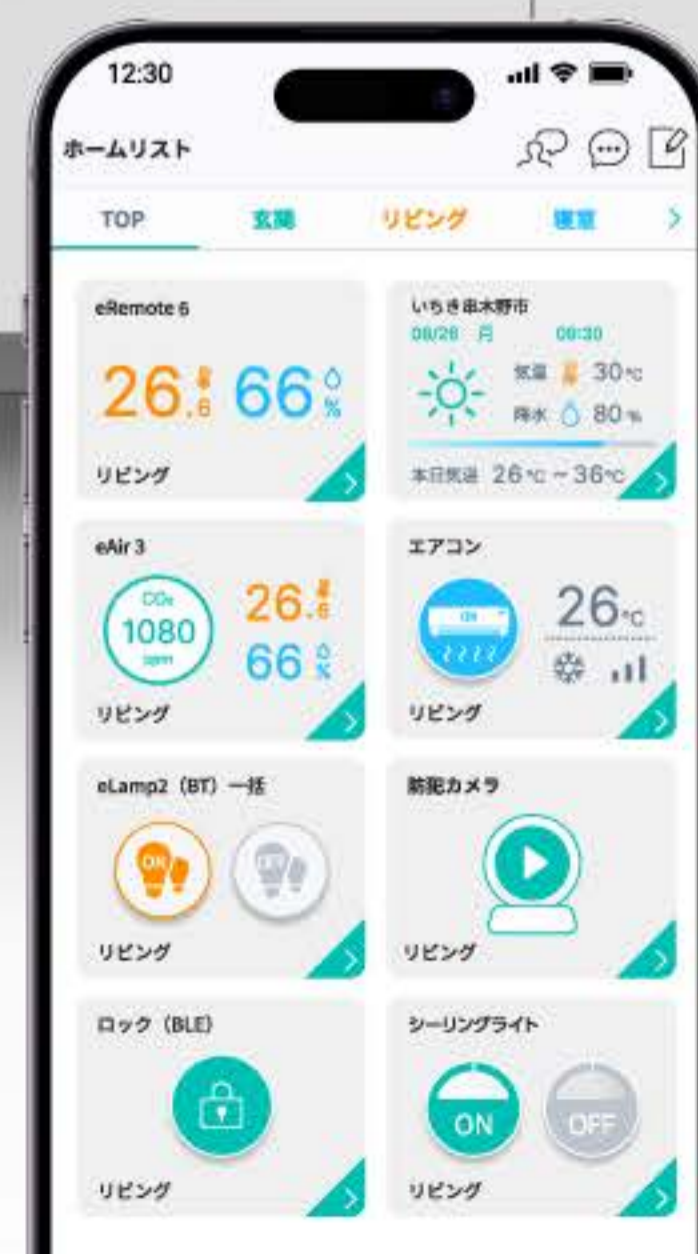 12:30
ホームリスト
TOP 玄関 リビング 寝室
eRemote 6
26.6 66 %
リビング
いちき串木野市
08/26 月 09:30
気温 30℃
降水 80 %
本日気温 26℃ ~ 36℃
eAir 3
CO₂
1080
ppm
26.6
66 %
リビング
エアコン
ON
26℃
リビング
eLamp2（BT）一括
ON OFF
リビング
防犯カメラ
リビング
ロック（BLE）
リビング
シーリングライト
ON OFF
リビング